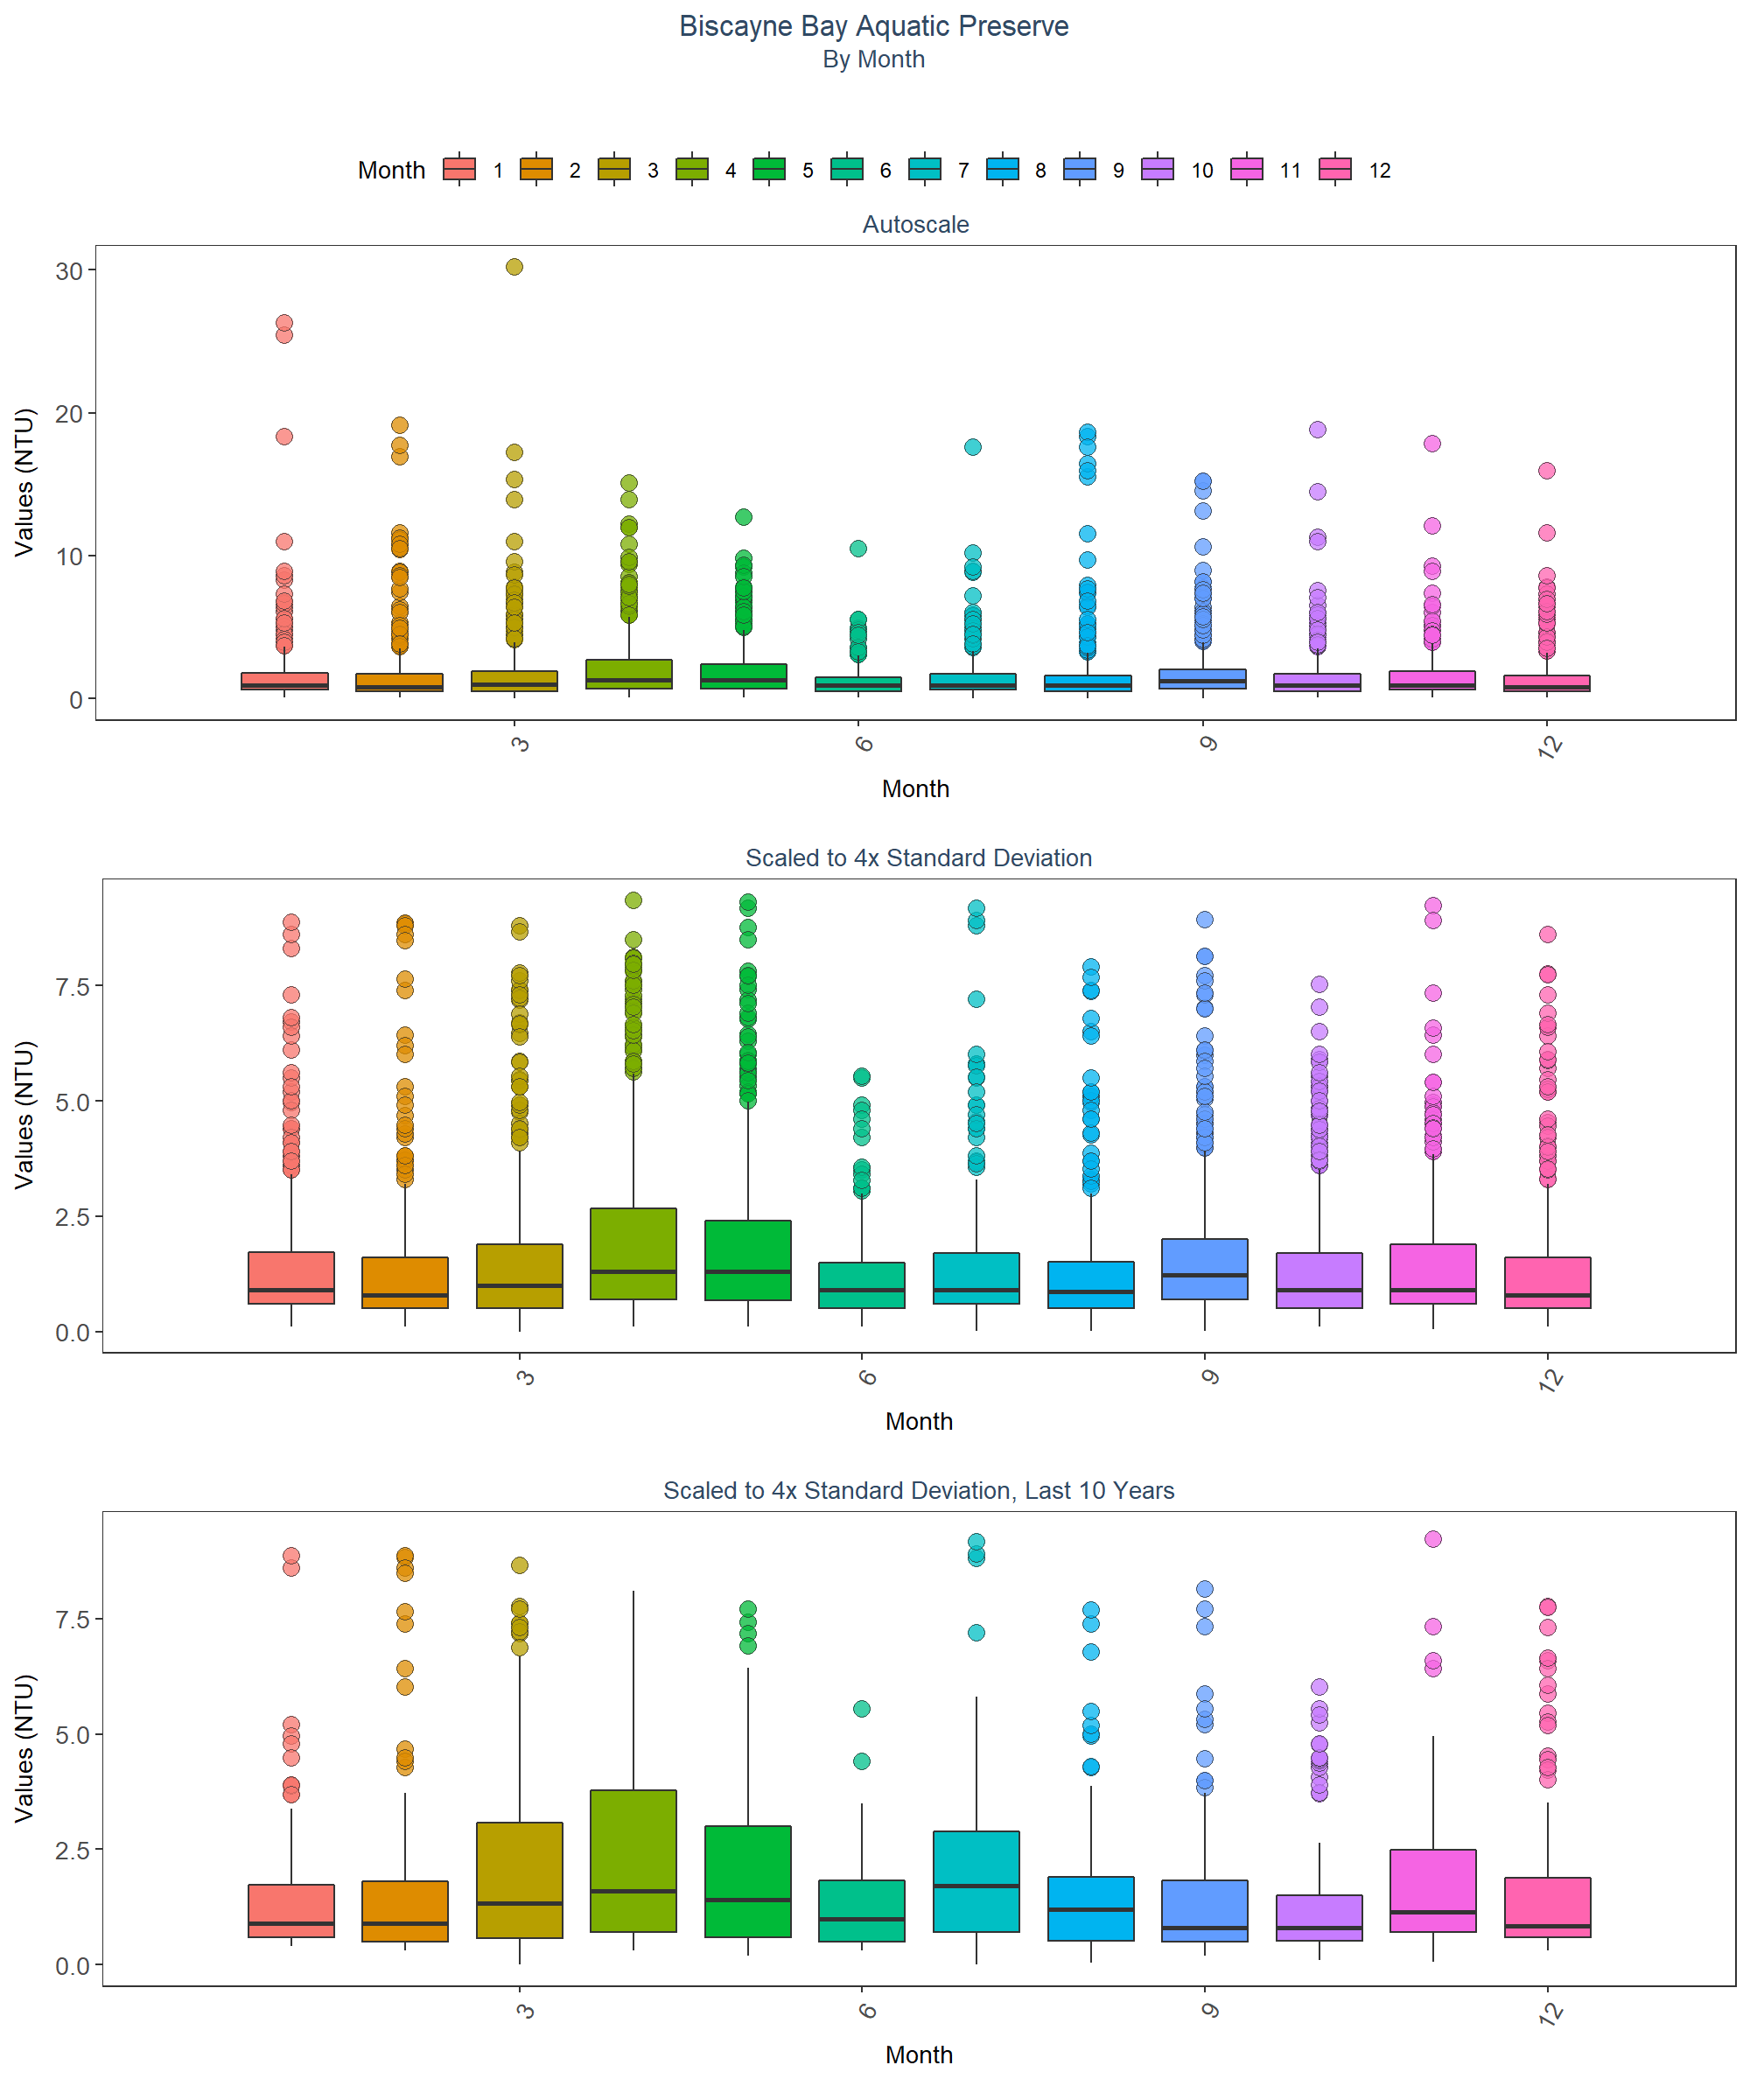 Biscayne Bay Aquatic Preserve
By Month
Month 1 2 3 4 5 6 7 8 9 10 11 12
Autoscale
Values (NTU)
30
20
10
0
3 6 9 12
Month
Scaled to 4x Standard Deviation
Values (NTU)
7.5
5.0
2.5
0.0
3 6 9 12
Month
Scaled to 4x Standard Deviation, Last 10 Years
Values (NTU)
7.5
5.0
2.5
0.0
3 6 9 12
Month